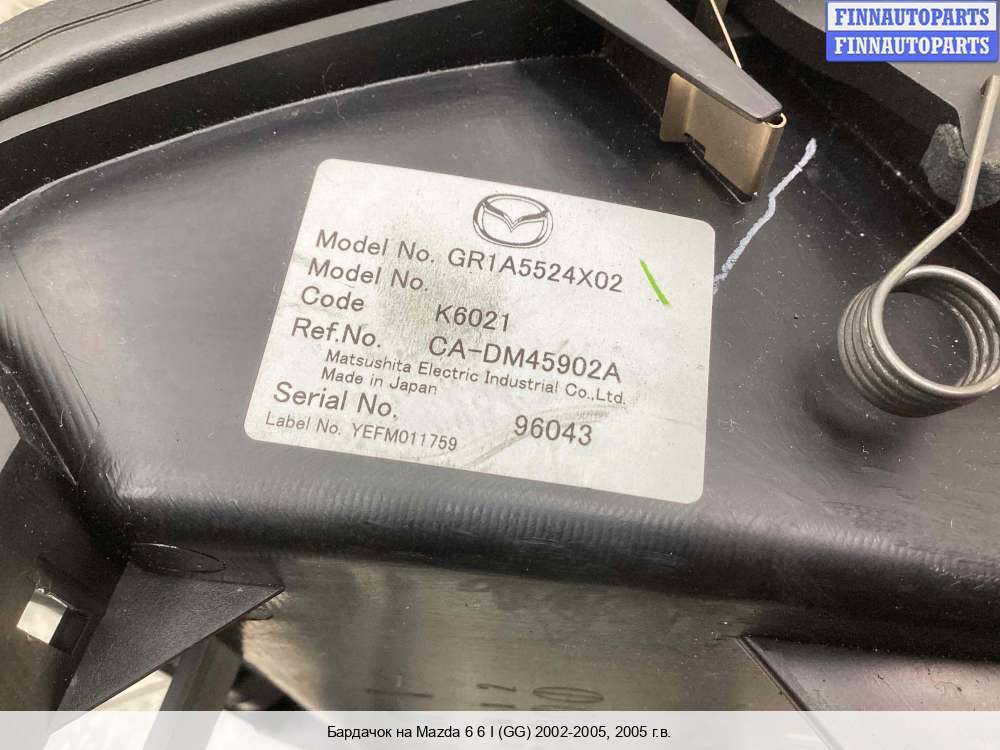 FINNAUTOPARTS
FINNAUTOPARTS
Model No. GR1A5524X02
Model No.
Code K6021
Ref.No. CA-DM45902A
Matsushita Electric Industrial Co.,Ltd.
Made in Japan
Serial No. 96043
Label No. YEFM011759
Бардачок на Mazda 6 6 I (GG) 2002-2005, 2005 г.в.